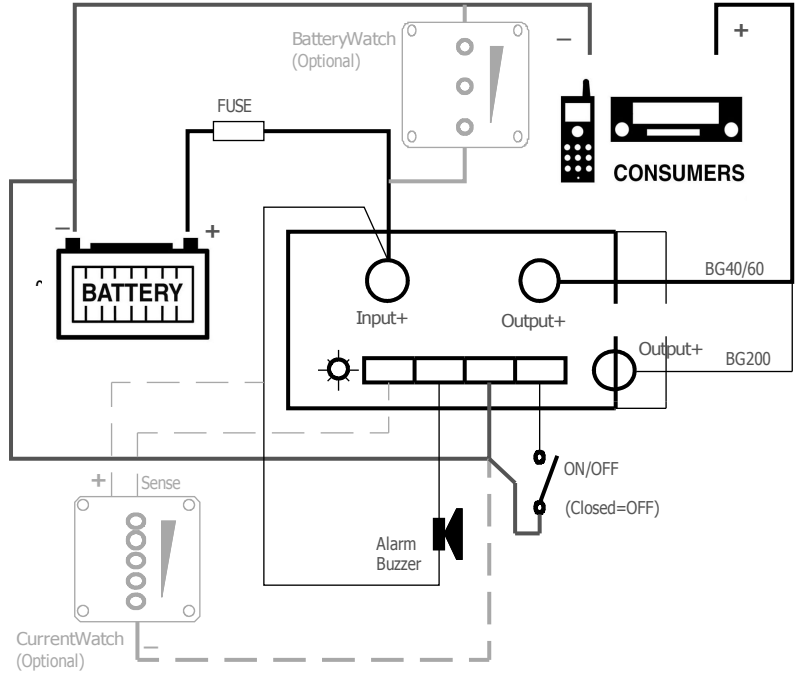 BatteryWatch
(Optional)
−
+
FUSE
CONSUMERS
−
+
BATTERY
BG40/60
Input+
Output+
Output+
BG200
+
Sense
ON/OFF
(Closed=OFF)
Alarm
Buzzer
CurrentWatch
(Optional)
−